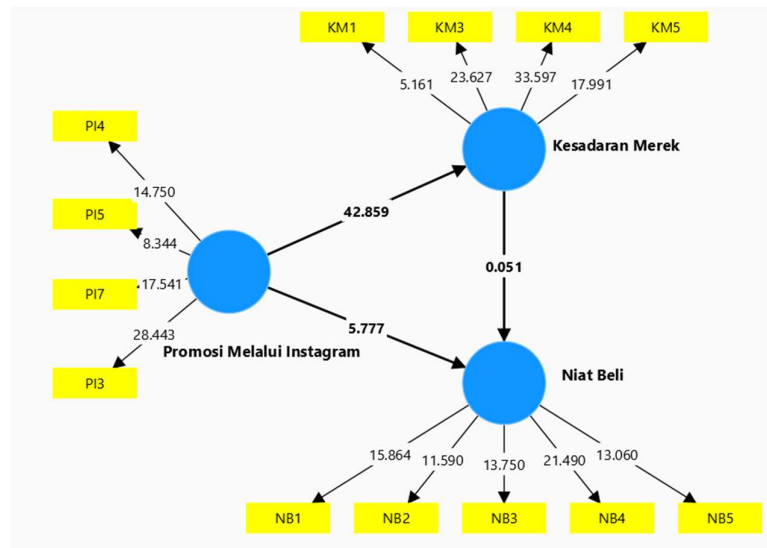 KM1 KM3 KM4 KM5
5.161 23.627 33.597 17.991
Kesadaran Merek
PI4
14.750
PI5
8.344
PI7
17.541
PI3
28.443
Promosi Melalui Instagram
42.859
0.051
5.777
Niat Beli
15.864 11.590 13.750 21.490 13.060
NB1 NB2 NB3 NB4 NB5